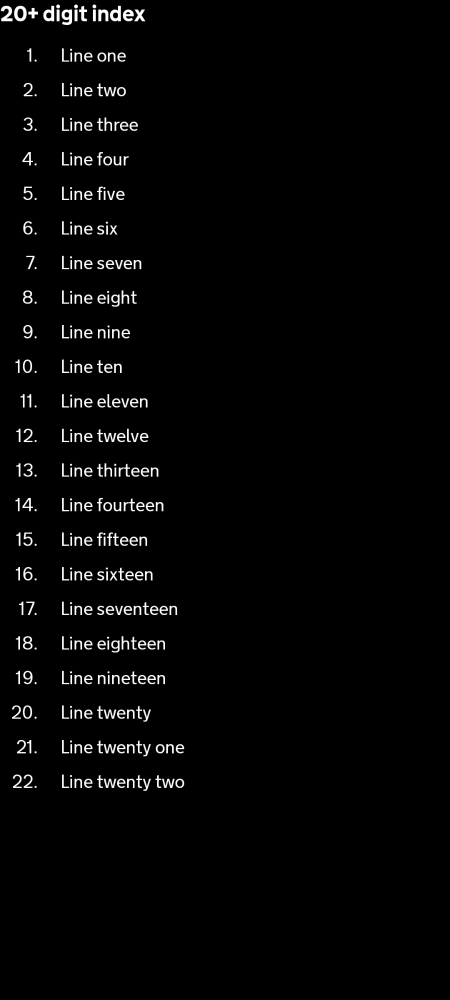 20+ digit index
1. Line one
2. Line two
3. Line three
4. Line four
5. Line five
6. Line six
7. Line seven
8. Line eight
9. Line nine
10. Line ten
11. Line eleven
12. Line twelve
13. Line thirteen
14. Line fourteen
15. Line fifteen
16. Line sixteen
17. Line seventeen
18. Line eighteen
19. Line nineteen
20. Line twenty
21. Line twenty one
22. Line twenty two